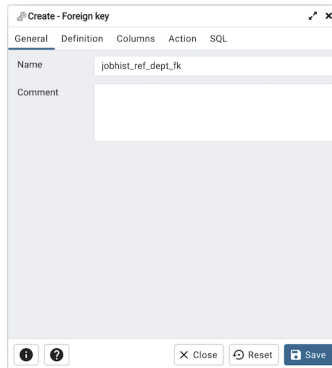 Create - Foreign key
General Definition Columns Action SQL
Name jobhist_ref_dept_fk
Comment
Close Reset Save